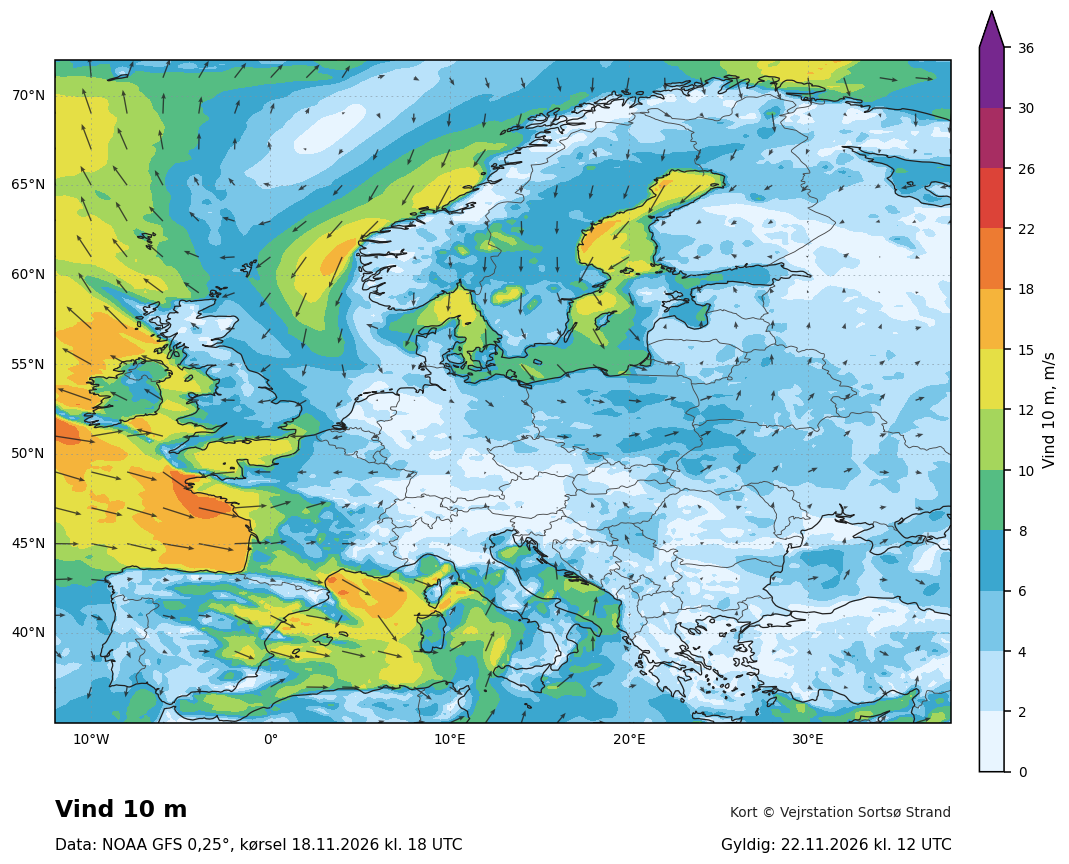 36
30
26
22
18
15
12
10
8
6
4
2
0
Vind 10 m, m/s
70°N
65°N
60°N
55°N
50°N
45°N
40°N
10°W
0°
10°E
20°E
30°E
Vind 10 m
Kort © Vejrstation Sortsø Strand
Data: NOAA GFS 0,25°, kørsel 18.11.2026 kl. 18 UTC
Gyldig: 22.11.2026 kl. 12 UTC